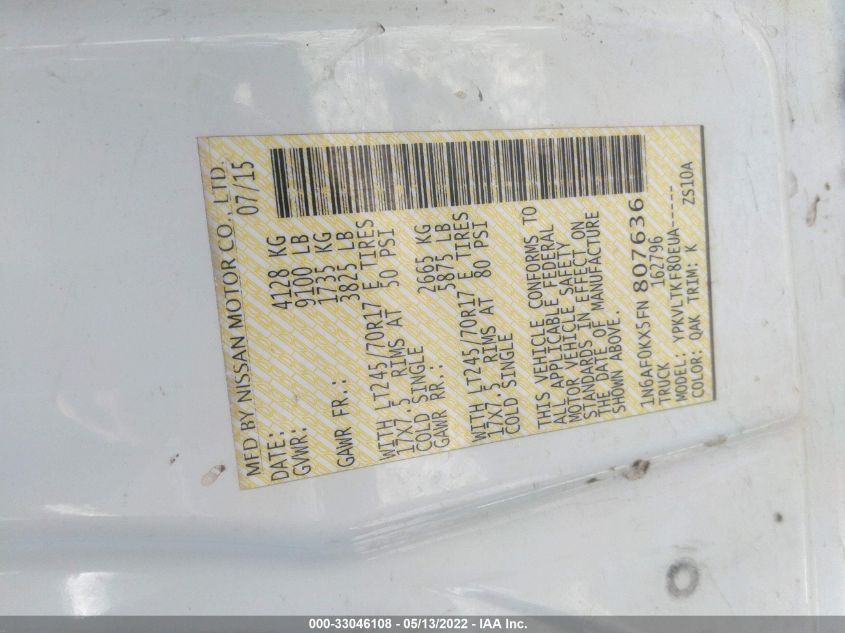 MFD BY NISSAN MOTOR CO., LTD.
DATE: 07/15
GVWR: 4128 KG
9100 LB
1735 KG
GAWR FR.: 3825 LB
WITH LT245/70R17 E TIRES
17X7.5 RIMS AT 50 PSI
COLD SINGLE
GAWR RR.: 2665 KG
5875 LB
WITH LT245/70R17 E TIRES
17X7.5 RIMS AT 80 PSI
COLD SINGLE
THIS VEHICLE CONFORMS TO
ALL APPLICABLE FEDERAL
MOTOR VEHICLE SAFETY
STANDARDS IN EFFECT ON
THE DATE OF MANUFACTURE
SHOWN ABOVE.
1N6AF0KX5FN 807636
TRUCK 162796
MODEL: YPKVLTKF80EUA-----
COLOR: QAK TRIM: K ZS10A
000-33046108 - 05/13/2022 - IAA Inc.